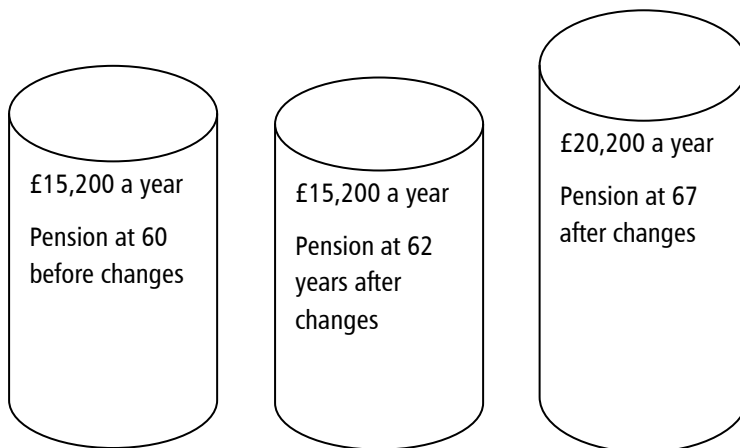 £15,200 a year
Pension at 60
before changes
£15,200 a year
Pension at 62
years after
changes
£20,200 a year
Pension at 67
after changes